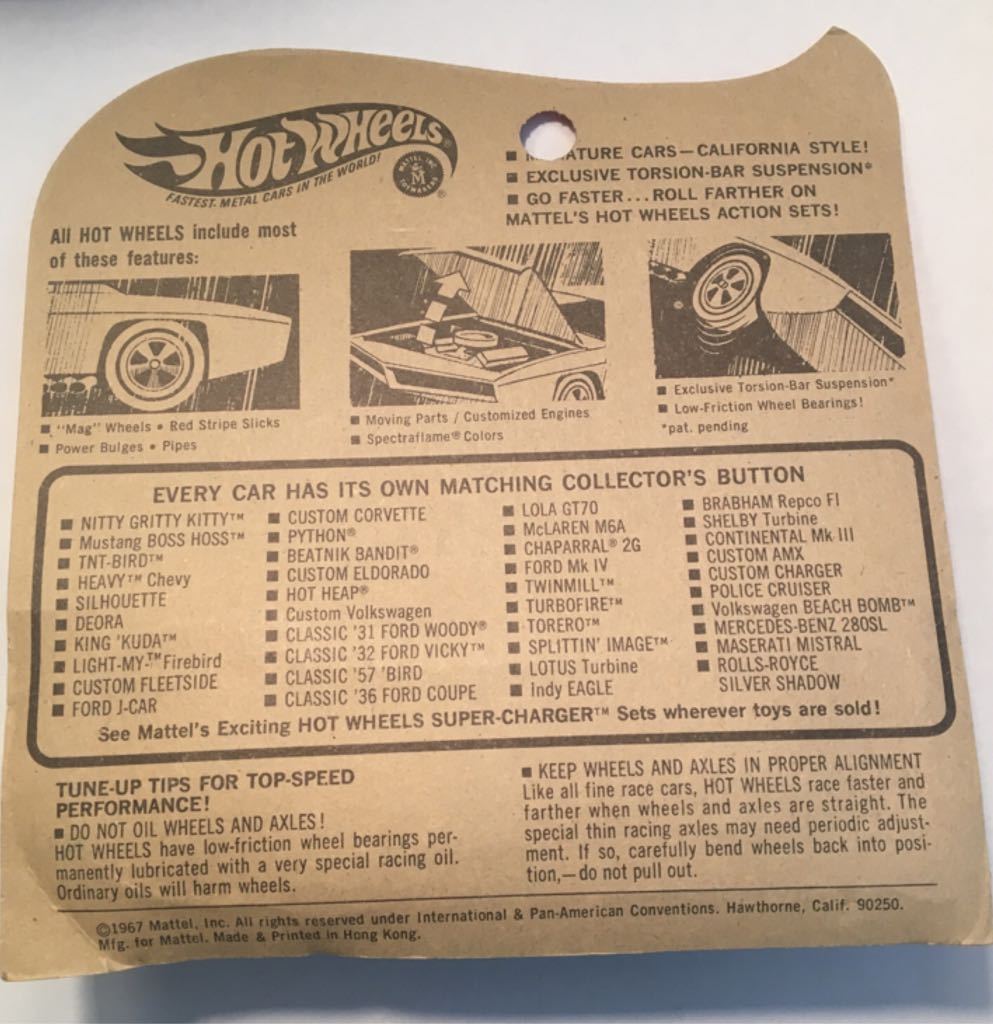 HOT WHEELS®
FASTEST METAL CARS IN THE WORLD!
MATTEL, INC.
M
TOYMAKERS
®
■ ATURE CARS—CALIFORNIA STYLE!
■ EXCLUSIVE TORSION-BAR SUSPENSION*
■ GO FASTER...ROLL FARTHER ON
MATTEL'S HOT WHEELS ACTION SETS!
All HOT WHEELS include most
of these features:
■ "Mag" Wheels • Red Stripe Slicks
■ Power Bulges • Pipes
■ Moving Parts / Customized Engines
■ Spectraflame® Colors
■ Exclusive Torsion-Bar Suspension*
■ Low-Friction Wheel Bearings!
*pat. pending
EVERY CAR HAS ITS OWN MATCHING COLLECTOR'S BUTTON
■ NITTY GRITTY KITTY™
■ Mustang BOSS HOSS™
■ TNT-BIRD™
■ HEAVY™ Chevy
■ SILHOUETTE
■ DEORA
■ KING 'KUDA™
■ LIGHT-MY-™Firebird
■ CUSTOM FLEETSIDE
■ FORD J-CAR
■ CUSTOM CORVETTE
■ PYTHON®
■ BEATNIK BANDIT®
■ CUSTOM ELDORADO
■ HOT HEAP®
■ Custom Volkswagen
■ CLASSIC '31 FORD WOODY®
■ CLASSIC '32 FORD VICKY™
■ CLASSIC '57 'BIRD
■ CLASSIC '36 FORD COUPE
■ LOLA GT70
■ McLAREN M6A
■ CHAPARRAL® 2G
■ FORD Mk IV
■ TWINMILL™
■ TURBOFIRE™
■ TORERO™
■ SPLITTIN' IMAGE™
■ LOTUS Turbine
■ Indy EAGLE
■ BRABHAM Repco FI
■ SHELBY Turbine
■ CONTINENTAL Mk III
■ CUSTOM AMX
■ CUSTOM CHARGER
■ POLICE CRUISER
■ Volkswagen BEACH BOMB™
■ MERCEDES-BENZ 280SL
■ MASERATI MISTRAL
■ ROLLS-ROYCE
SILVER SHADOW
See Mattel's Exciting HOT WHEELS SUPER-CHARGER™ Sets wherever toys are sold!
TUNE-UP TIPS FOR TOP-SPEED
PERFORMANCE!
■ DO NOT OIL WHEELS AND AXLES!
HOT WHEELS have low-friction wheel bearings per-
manently lubricated with a very special racing oil.
Ordinary oils will harm wheels.
■ KEEP WHEELS AND AXLES IN PROPER ALIGNMENT
Like all fine race cars, HOT WHEELS race faster and
farther when wheels and axles are straight. The
special thin racing axles may need periodic adjust-
ment. If so, carefully bend wheels back into posi-
tion,—do not pull out.
©1967 Mattel, Inc. All rights reserved under International & Pan-American Conventions. Hawthorne, Calif. 90250.
Mfg. for Mattel. Made & Printed in Hong Kong.